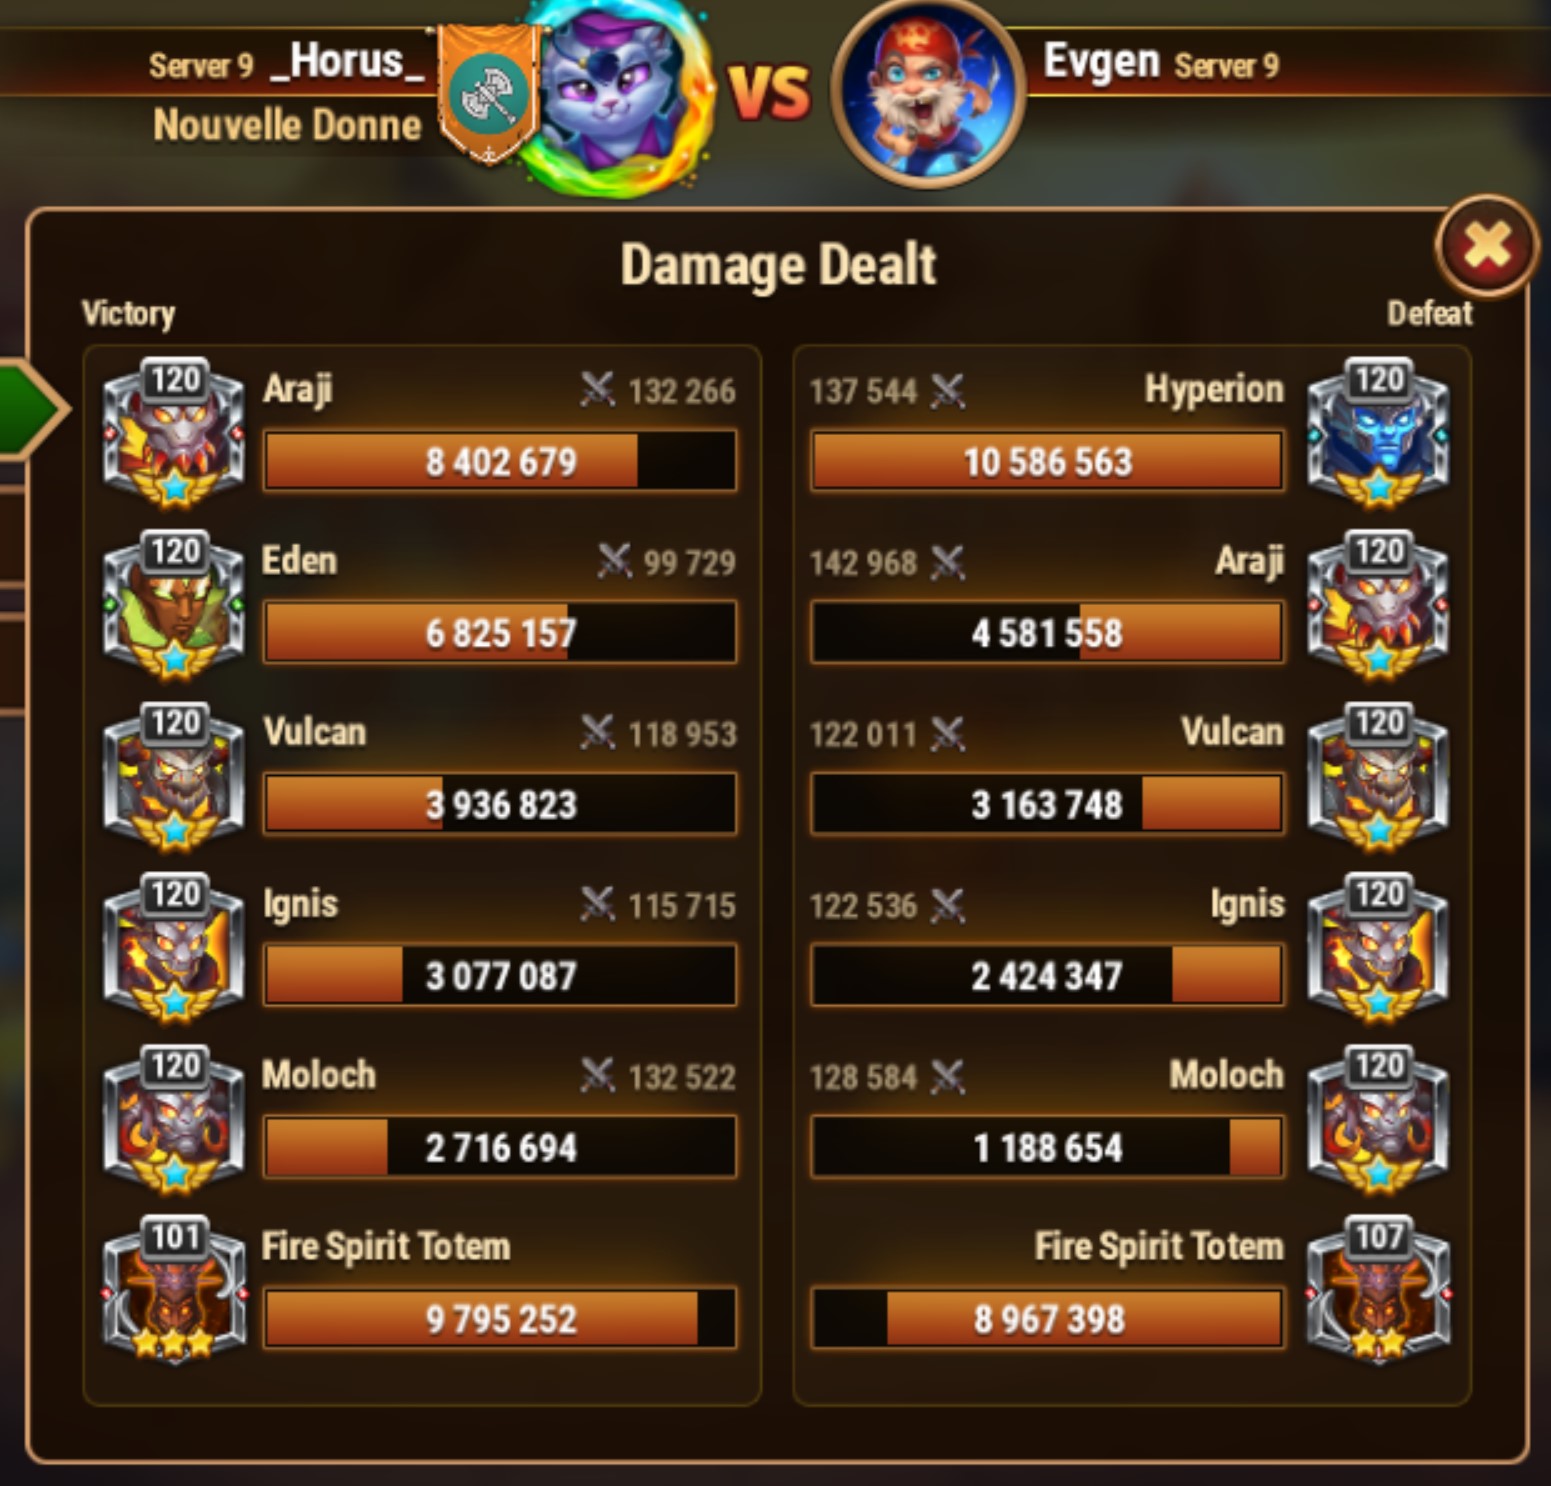 Server 9 _Horus_
Nouvelle Donne
VS
Evgen Server 9
Damage Dealt
Victory
Defeat
120 Araji 132 266
8 402 679
120 Eden 99 729
6 825 157
120 Vulcan 118 953
3 936 823
120 Ignis 115 715
3 077 087
120 Moloch 132 522
2 716 694
101 Fire Spirit Totem
9 795 252
137 544 Hyperion 120
10 586 563
142 968 Araji 120
4 581 558
122 011 Vulcan 120
3 163 748
122 536 Ignis 120
2 424 347
128 584 Moloch 120
1 188 654
Fire Spirit Totem 107
8 967 398